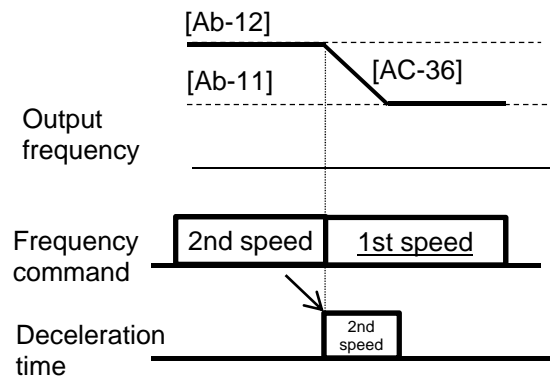 [Ab-12]
[Ab-11]
[AC-36]
Output
frequency
Frequency
command
2nd speed
1st speed
Deceleration
time
2nd
speed